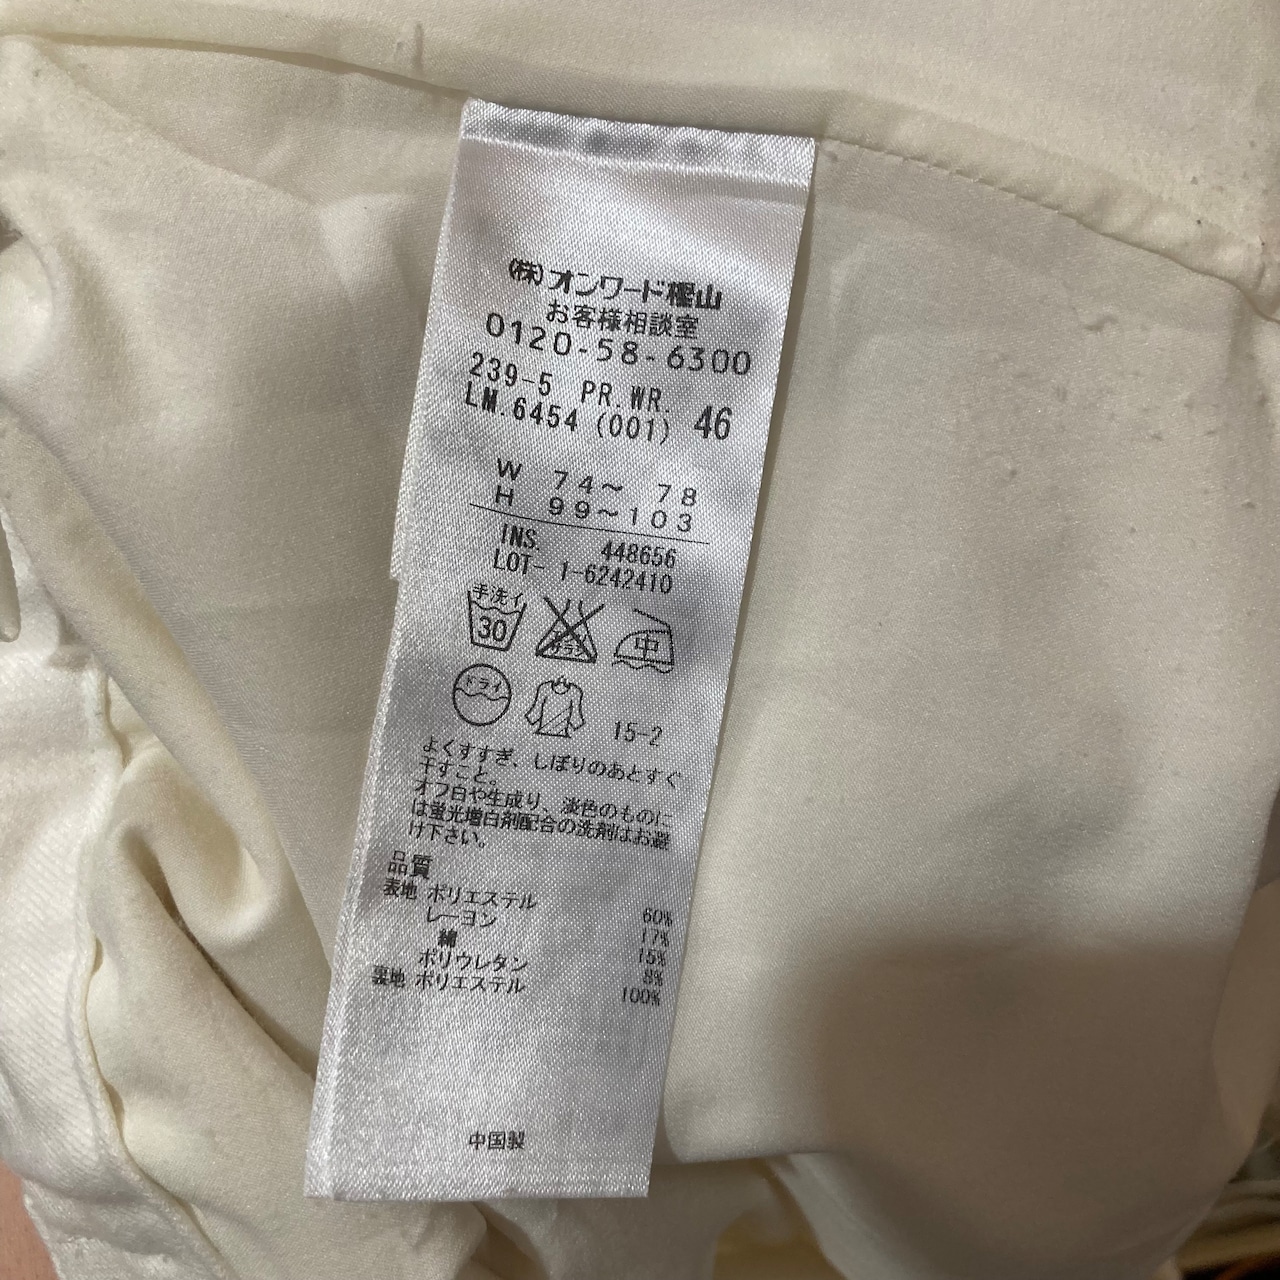 (株)オンワード樫山
お客様相談室
0120-58-6300
239-5 PR.WR. 46
LM.6454 (001)
W 74～ 78
H 99～103
INS. 448656
LOT- 1-6242410
手洗イ
30
中
ドライ
15-2
よくすすぎ、しぼりのあとすぐ
干すこと。
オフ白や生成り、淡色のものに
は蛍光増白剤配合の洗剤はお避
け下さい。
品質
表地 ポリエステル 60%
レーヨン 17%
綿 15%
ポリウレタン 8%
裏地 ポリエステル 100%
中国製